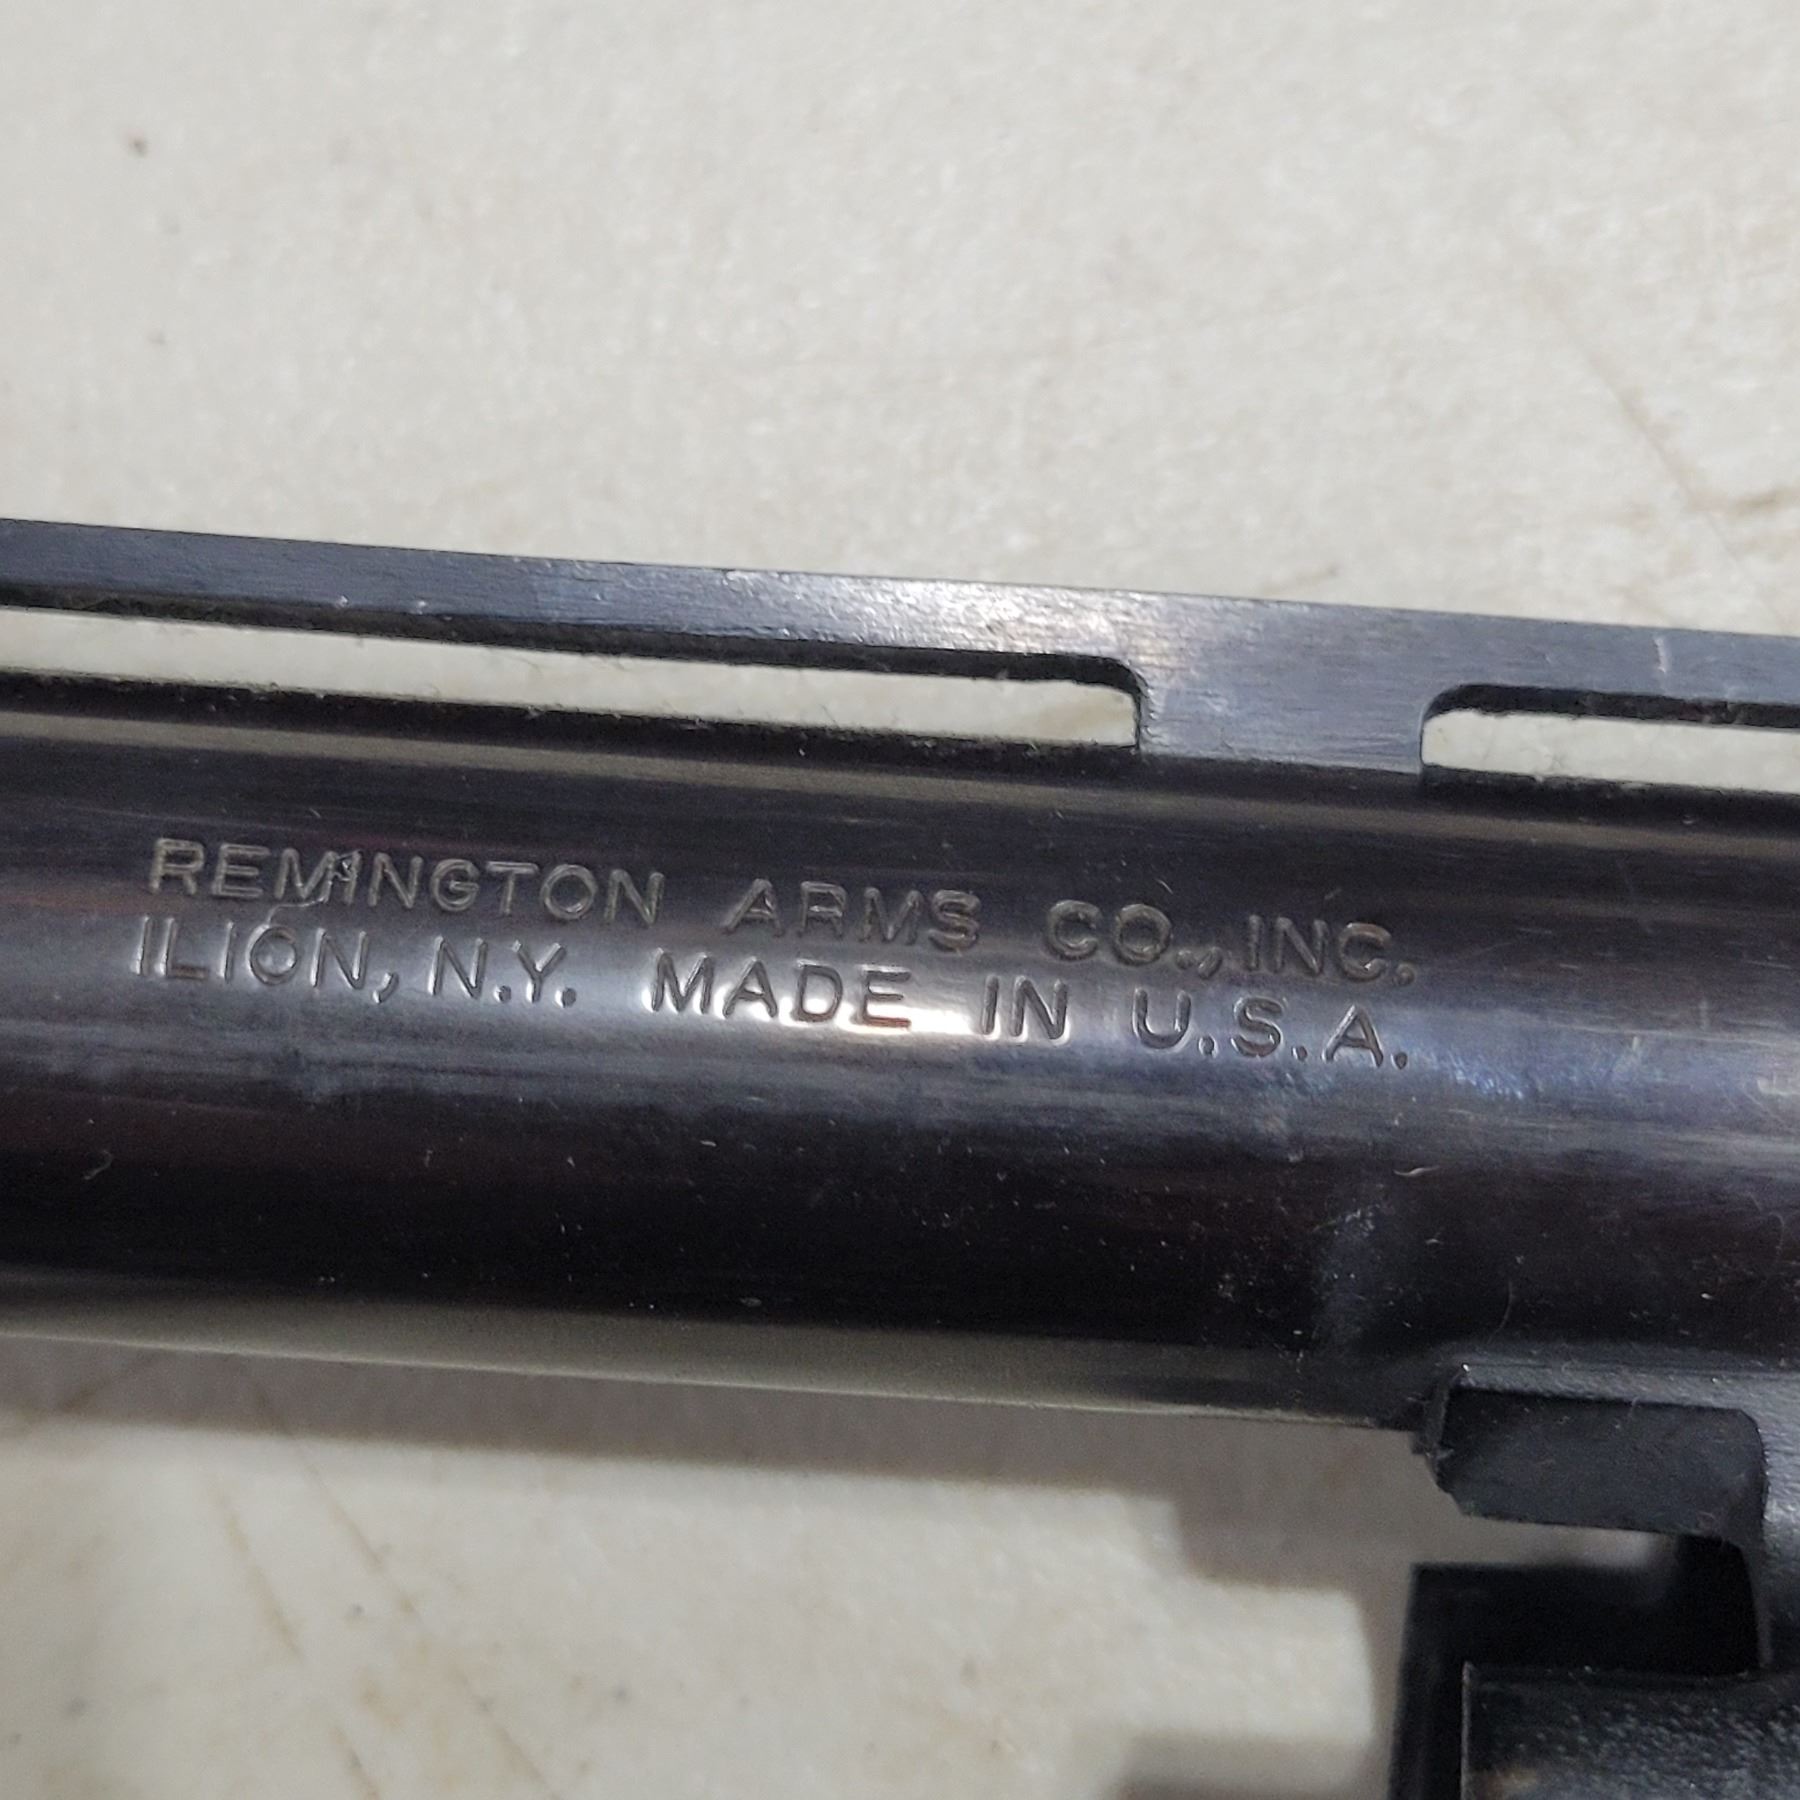 REMINGTON ARMS CO., INC.
ILION, N.Y. MADE IN U.S.A.